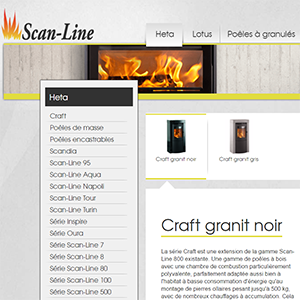 Scan-Line
Heta
Lotus
Poêles à granulés
Heta
Craft
Poêles de masse
Poêles encastrables
Scandia
Scan-Line 95
Scan-Line Aqua
Scan-Line Napoli
Scan-Line Tour
Scan-Line Turin
Série Inspire
Série Oura
Série Scan-Line 7
Série Scan-Line 8
Série Scan-Line 80
Série Scan-Line 100
Série Scan-Line 500
Craft granit noir
Craft granit gris
Craft granit noir
La série Craft est une extension de la gamme Scan-
Line 800 existante. Une gamme de poêles à bois
avec une chambre de combustion particulièrement
polyvalente, parfaitement adaptée aussi bien à
l'habitat à basse consommation d'énergie qu'au
montage de pierres ollaires pesant jusqu'à 500 kg,
avec de nombreux chauffages à accumulation. Cela